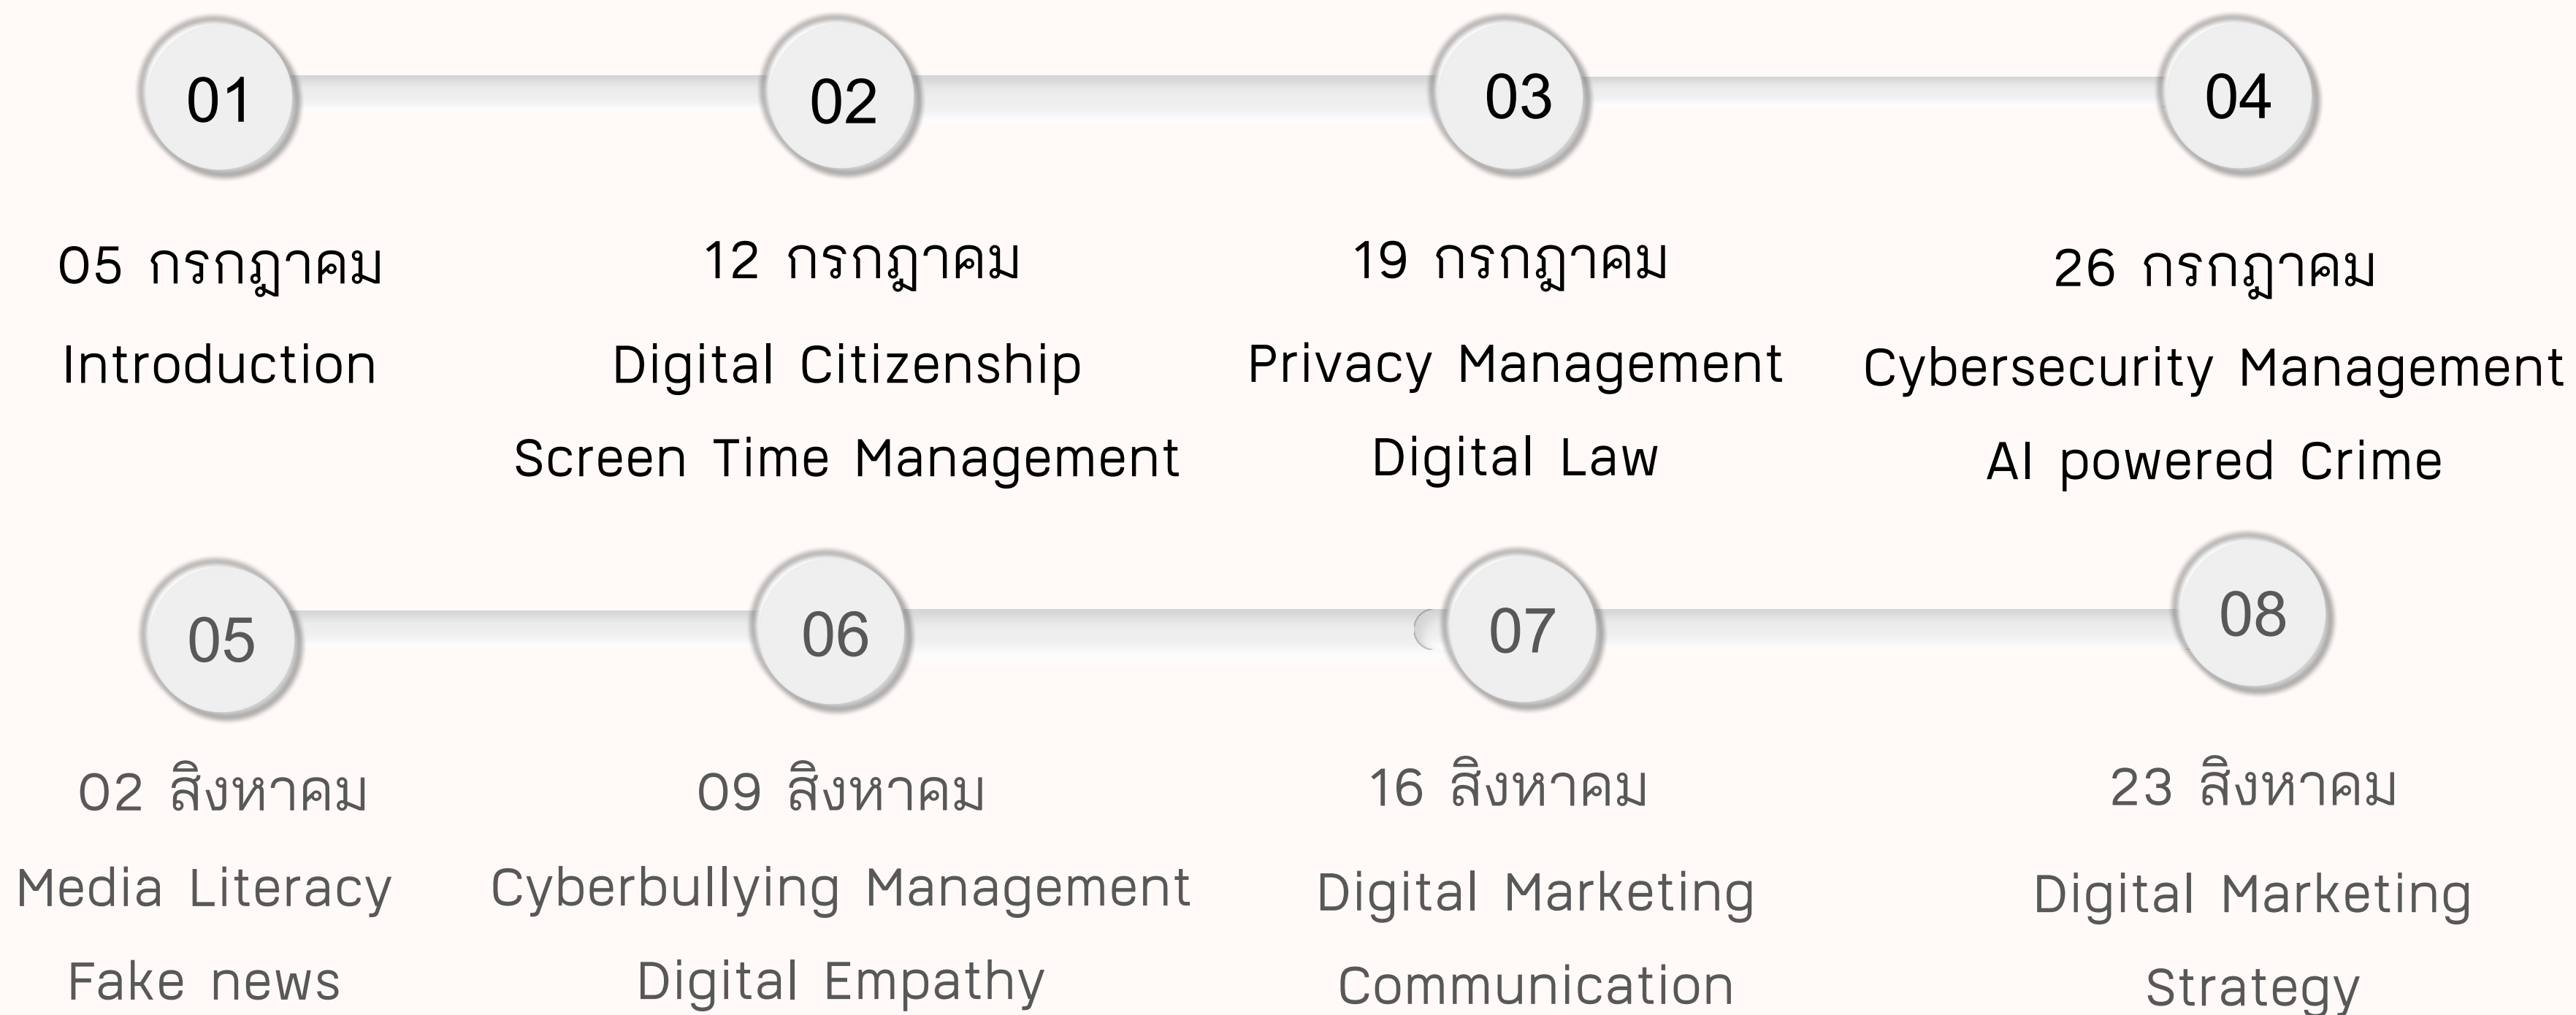 01
02
03
04
05 กรกฎาคม
12 กรกฎาคม
19 กรกฎาคม
26 กรกฎาคม
Introduction
Digital Citizenship
Privacy Management
Cybersecurity Management
Screen Time Management
Digital Law
AI powered Crime
05
06
07
08
02 สิงหาคม
09 สิงหาคม
16 สิงหาคม
23 สิงหาคม
Media Literacy
Cyberbullying Management
Digital Marketing
Digital Marketing
Fake news
Digital Empathy
Communication
Strategy